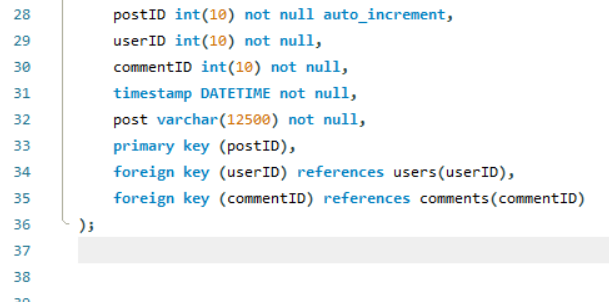 28 postID int(10) not null auto_increment,
29 userID int(10) not null,
30 commentID int(10) not null,
31 timestamp DATETIME not null,
32 post varchar(12500) not null,
33 primary key (postID),
34 foreign key (userID) references users(userID),
35 foreign key (commentID) references comments(commentID)
36 );
37
38
39